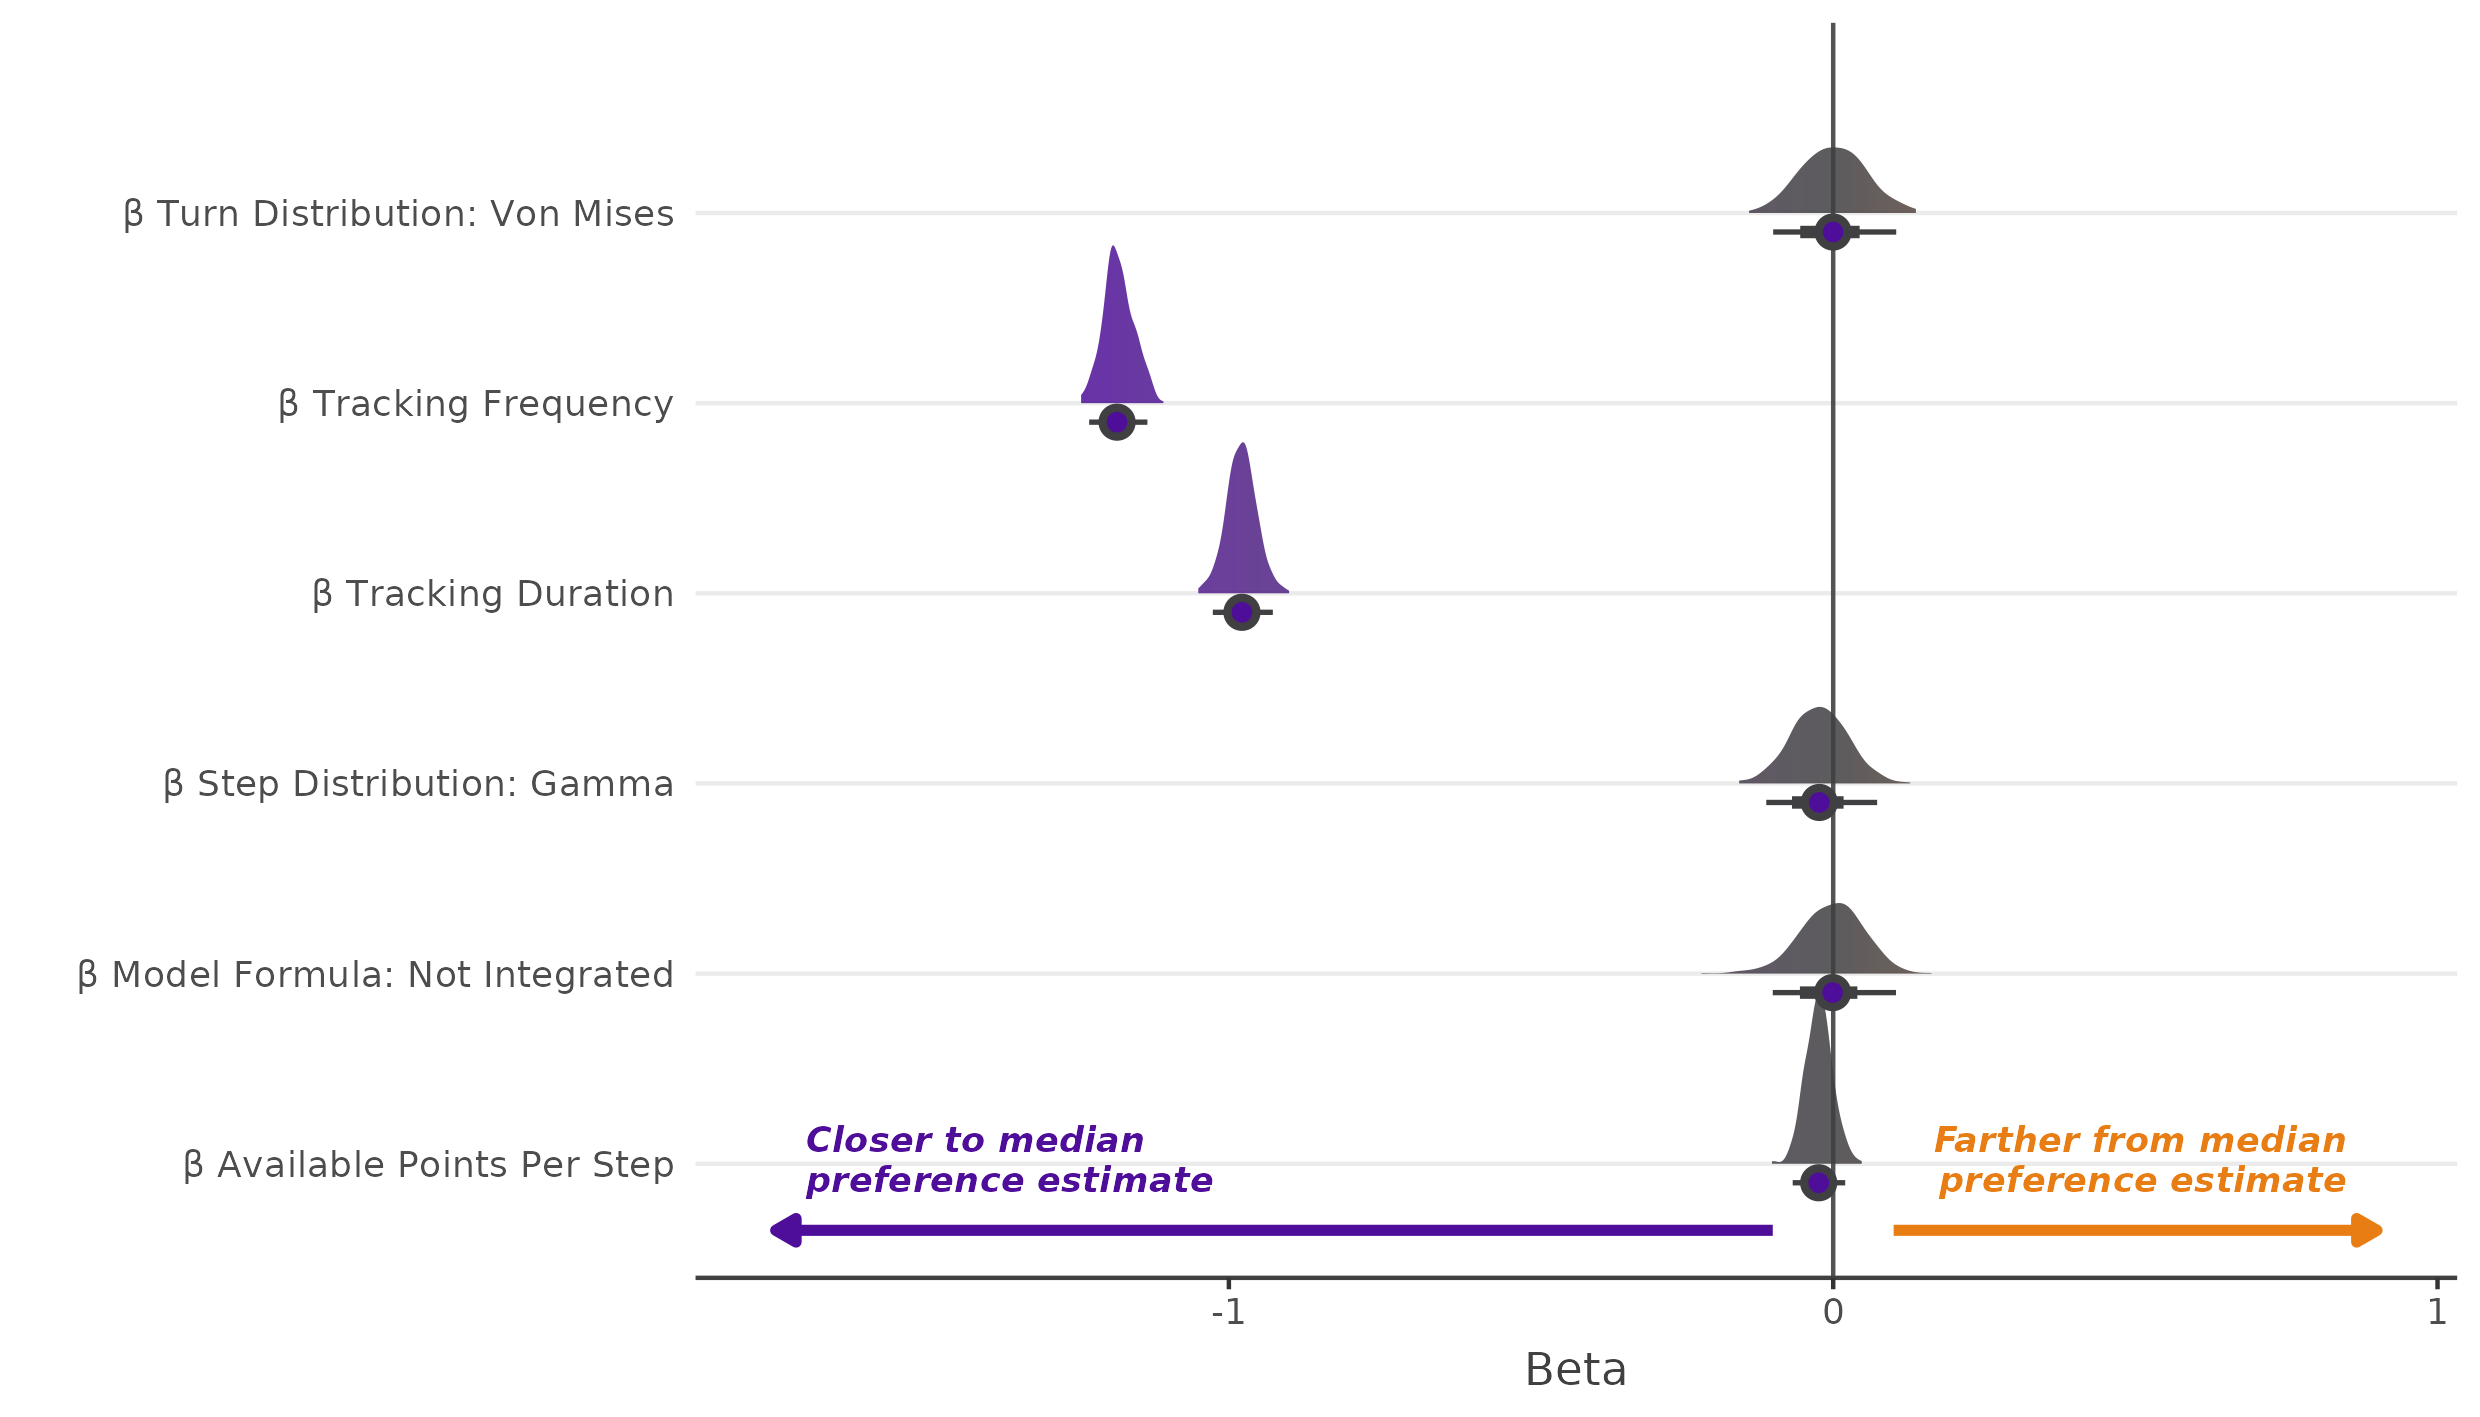 β Turn Distribution: Von Mises
β Tracking Frequency
β Tracking Duration
β Step Distribution: Gamma
β Model Formula: Not Integrated
β Available Points Per Step
Closer to median
preference estimate
Farther from median
preference estimate
-1
0
1
Beta